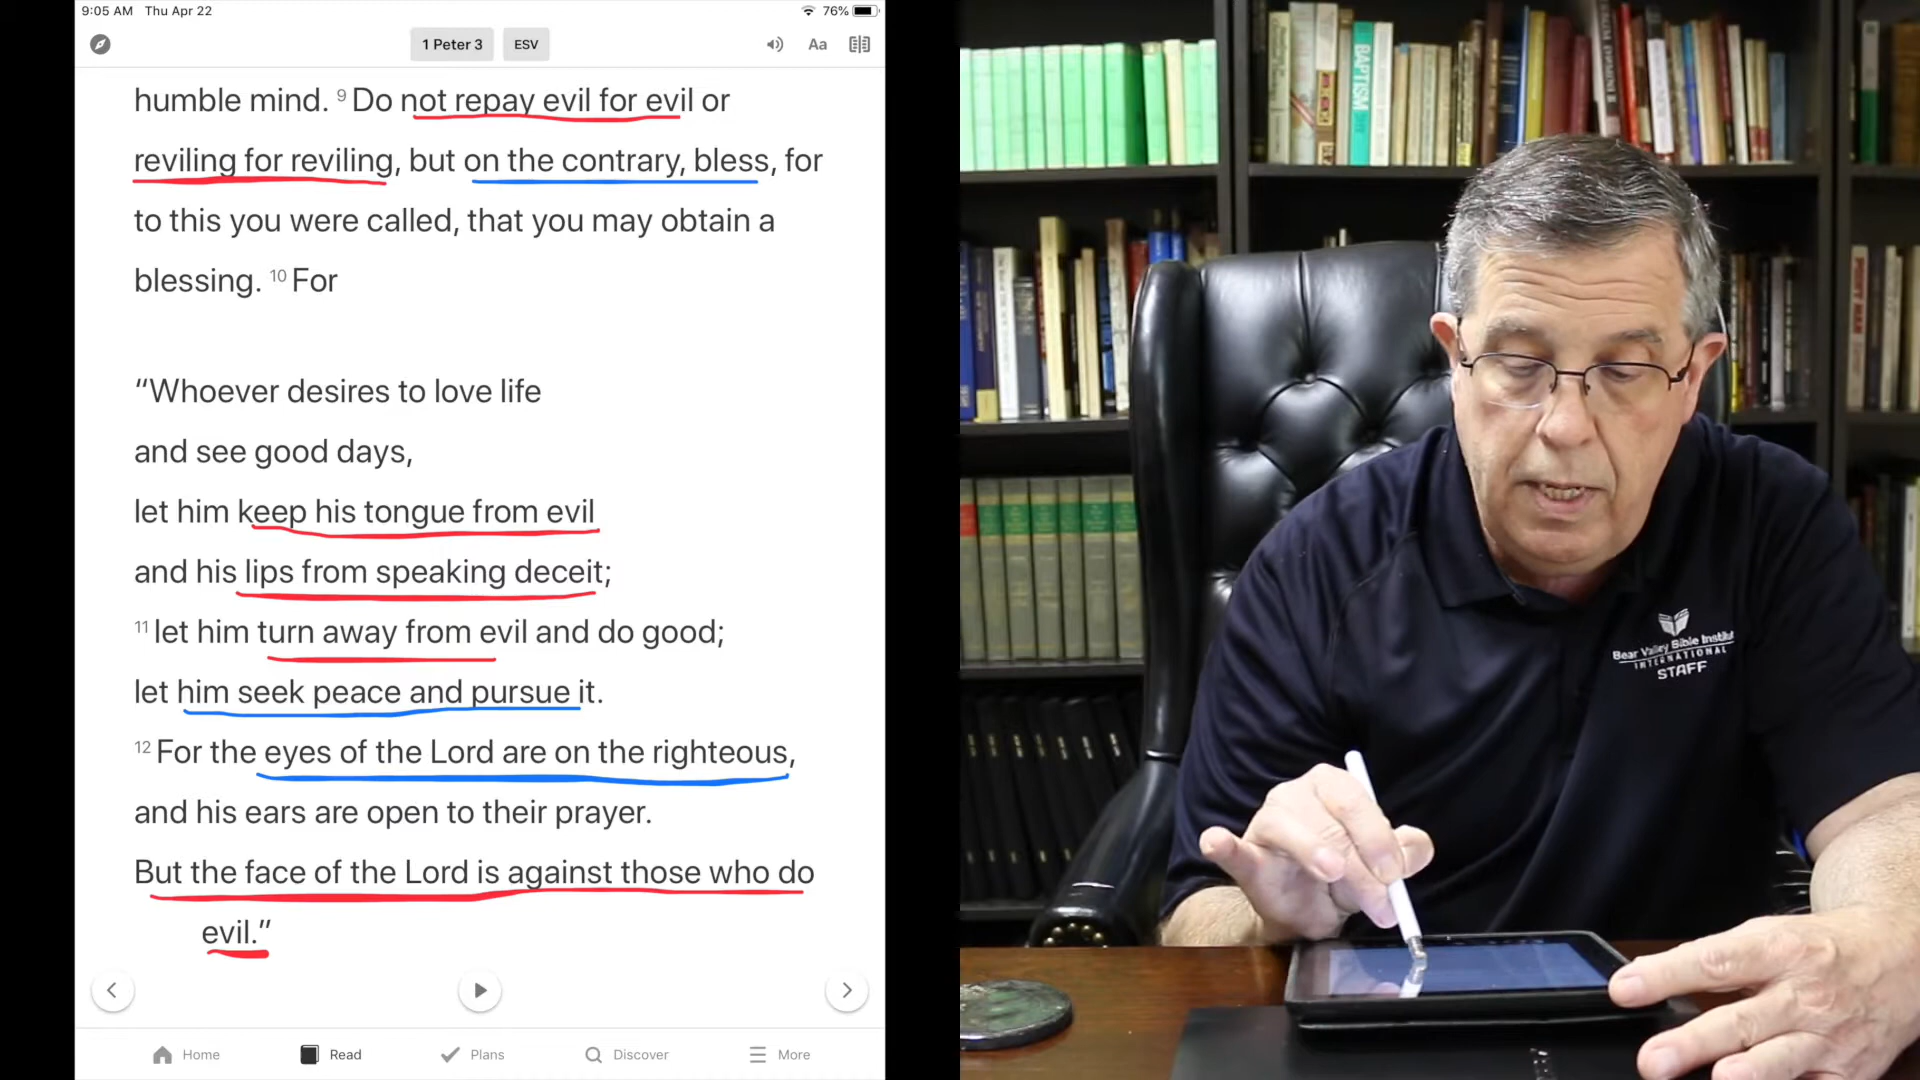 9:05 AM Thu Apr 22
76%
1 Peter 3 ESV
Aa
humble mind. 9 Do not repay evil for evil or
reviling for reviling, but on the contrary, bless, for
to this you were called, that you may obtain a
blessing. 10 For
“Whoever desires to love life
and see good days,
let him keep his tongue from evil
and his lips from speaking deceit;
11 let him turn away from evil and do good;
let him seek peace and pursue it.
12 For the eyes of the Lord are on the righteous,
and his ears are open to their prayer.
But the face of the Lord is against those who do
evil.”
Home Read Plans Discover More
BAPTISM
Bear Valley Bible Institute
INTERNATIONAL
STAFF